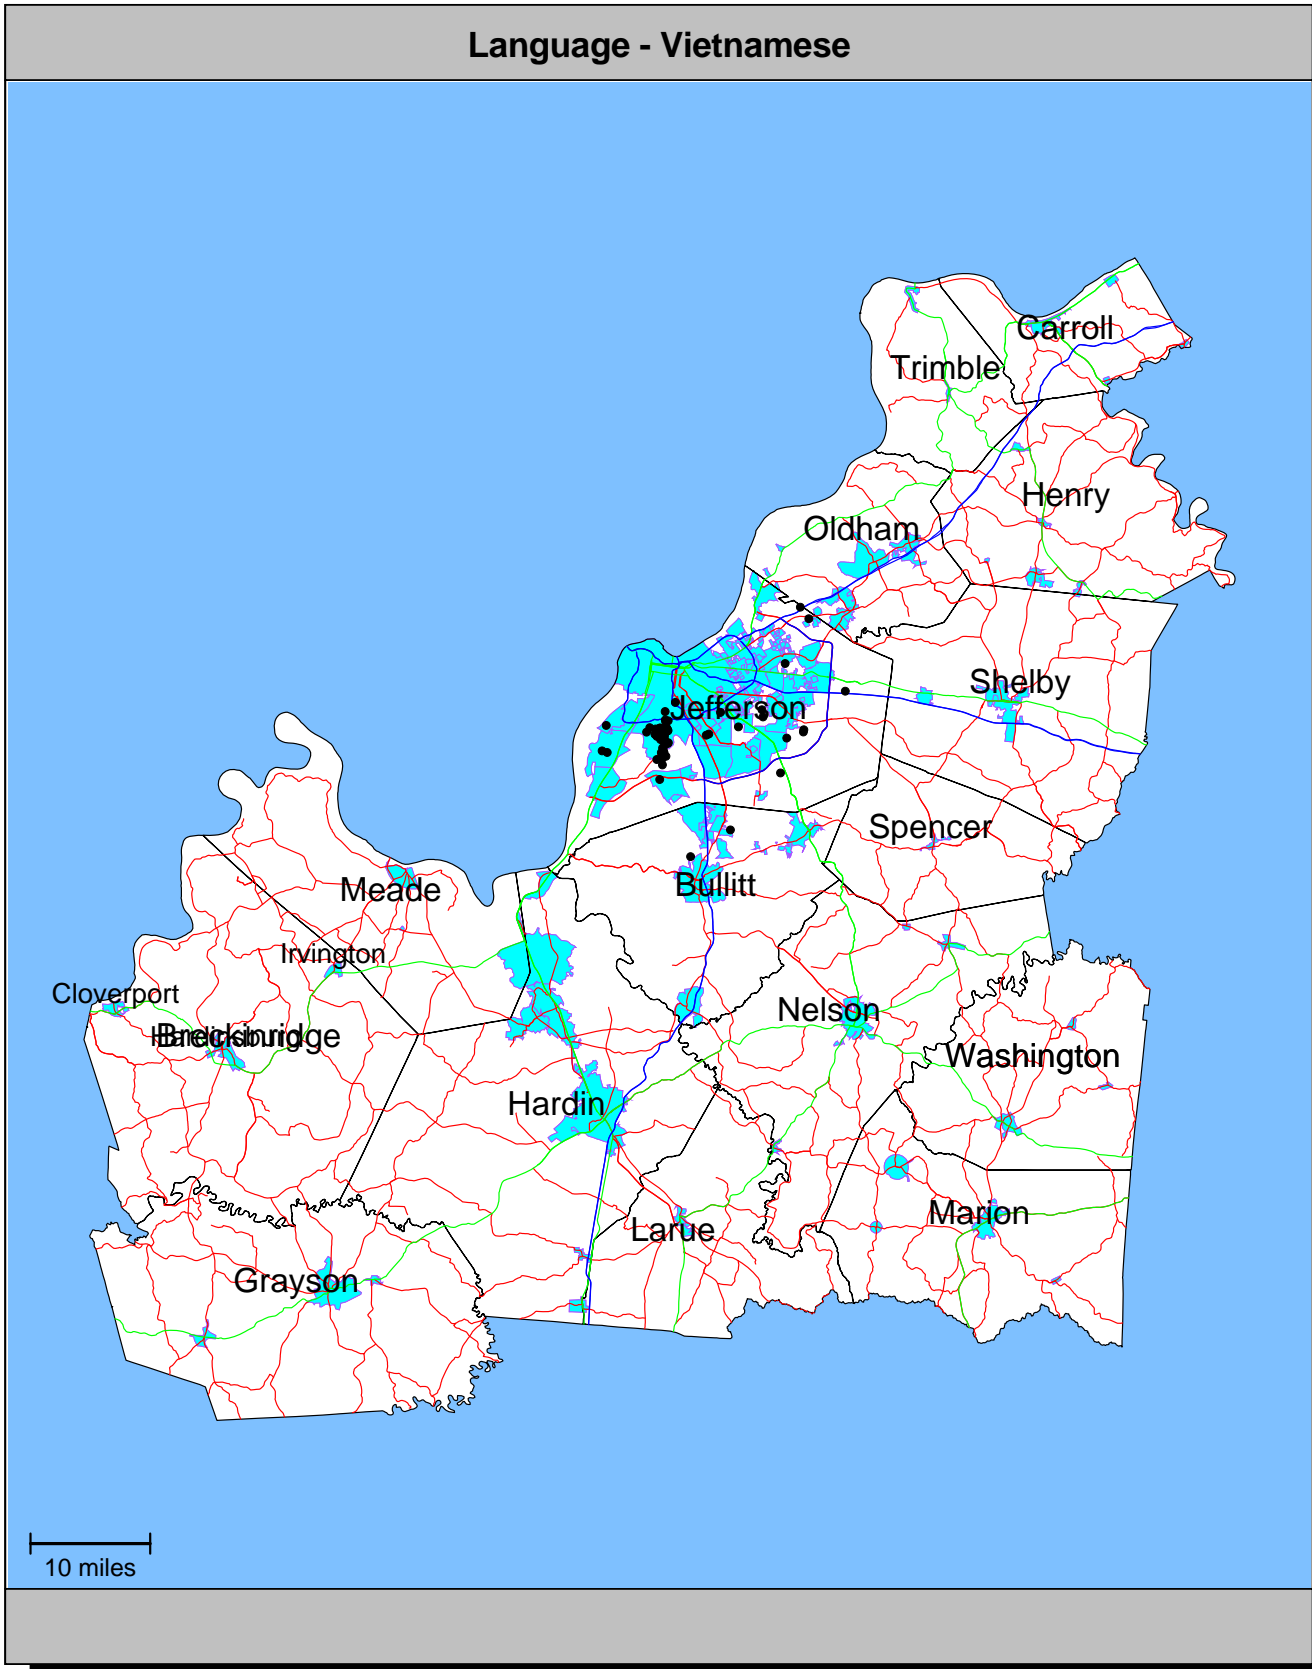 Language - Vietnamese
Carroll
Trimble
Henry
Oldham
Shelby
Jefferson
Spencer
Bullitt
Meade
Irvington
Cloverport
Nelson
Hardinsburg
Breckinridge
Washington
Hardin
Marion
Larue
Grayson
10 miles